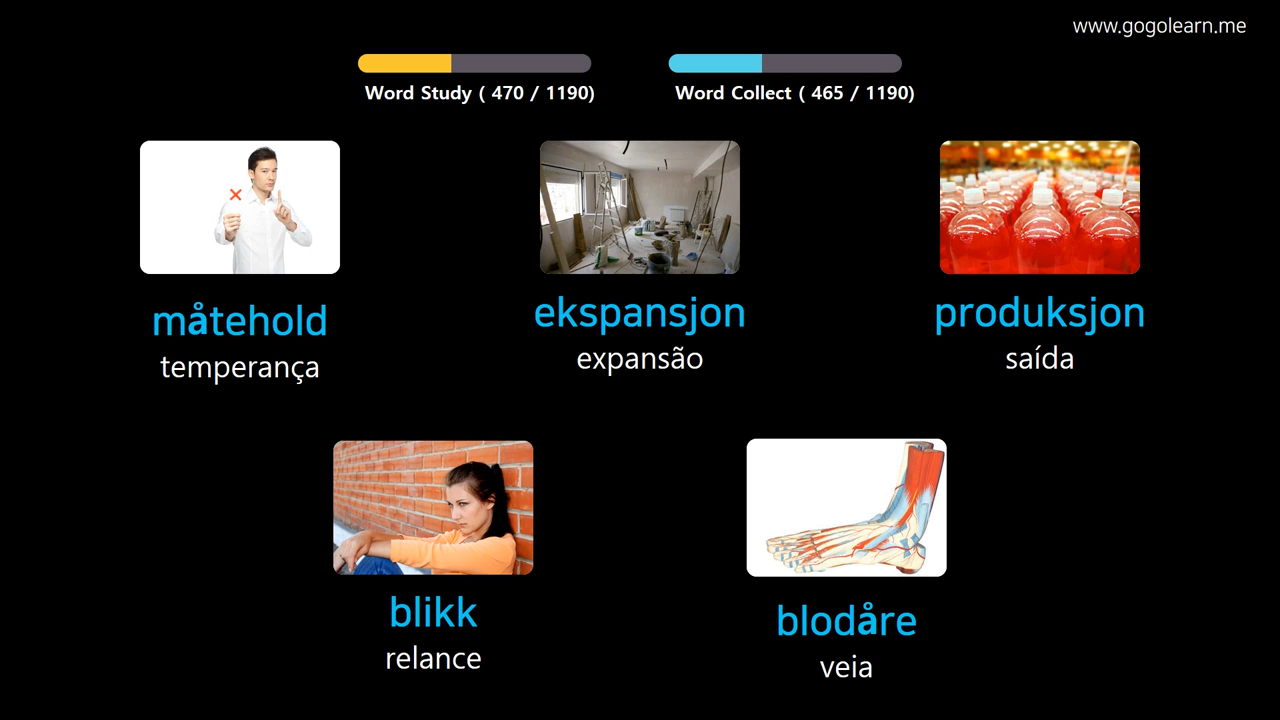 www.gogolearn.me
Word Study ( 470 / 1190)
Word Collect ( 465 / 1190)
måtehold
temperança
ekspansjon
expansão
produksjon
saída
blikk
relance
blodåre
veia